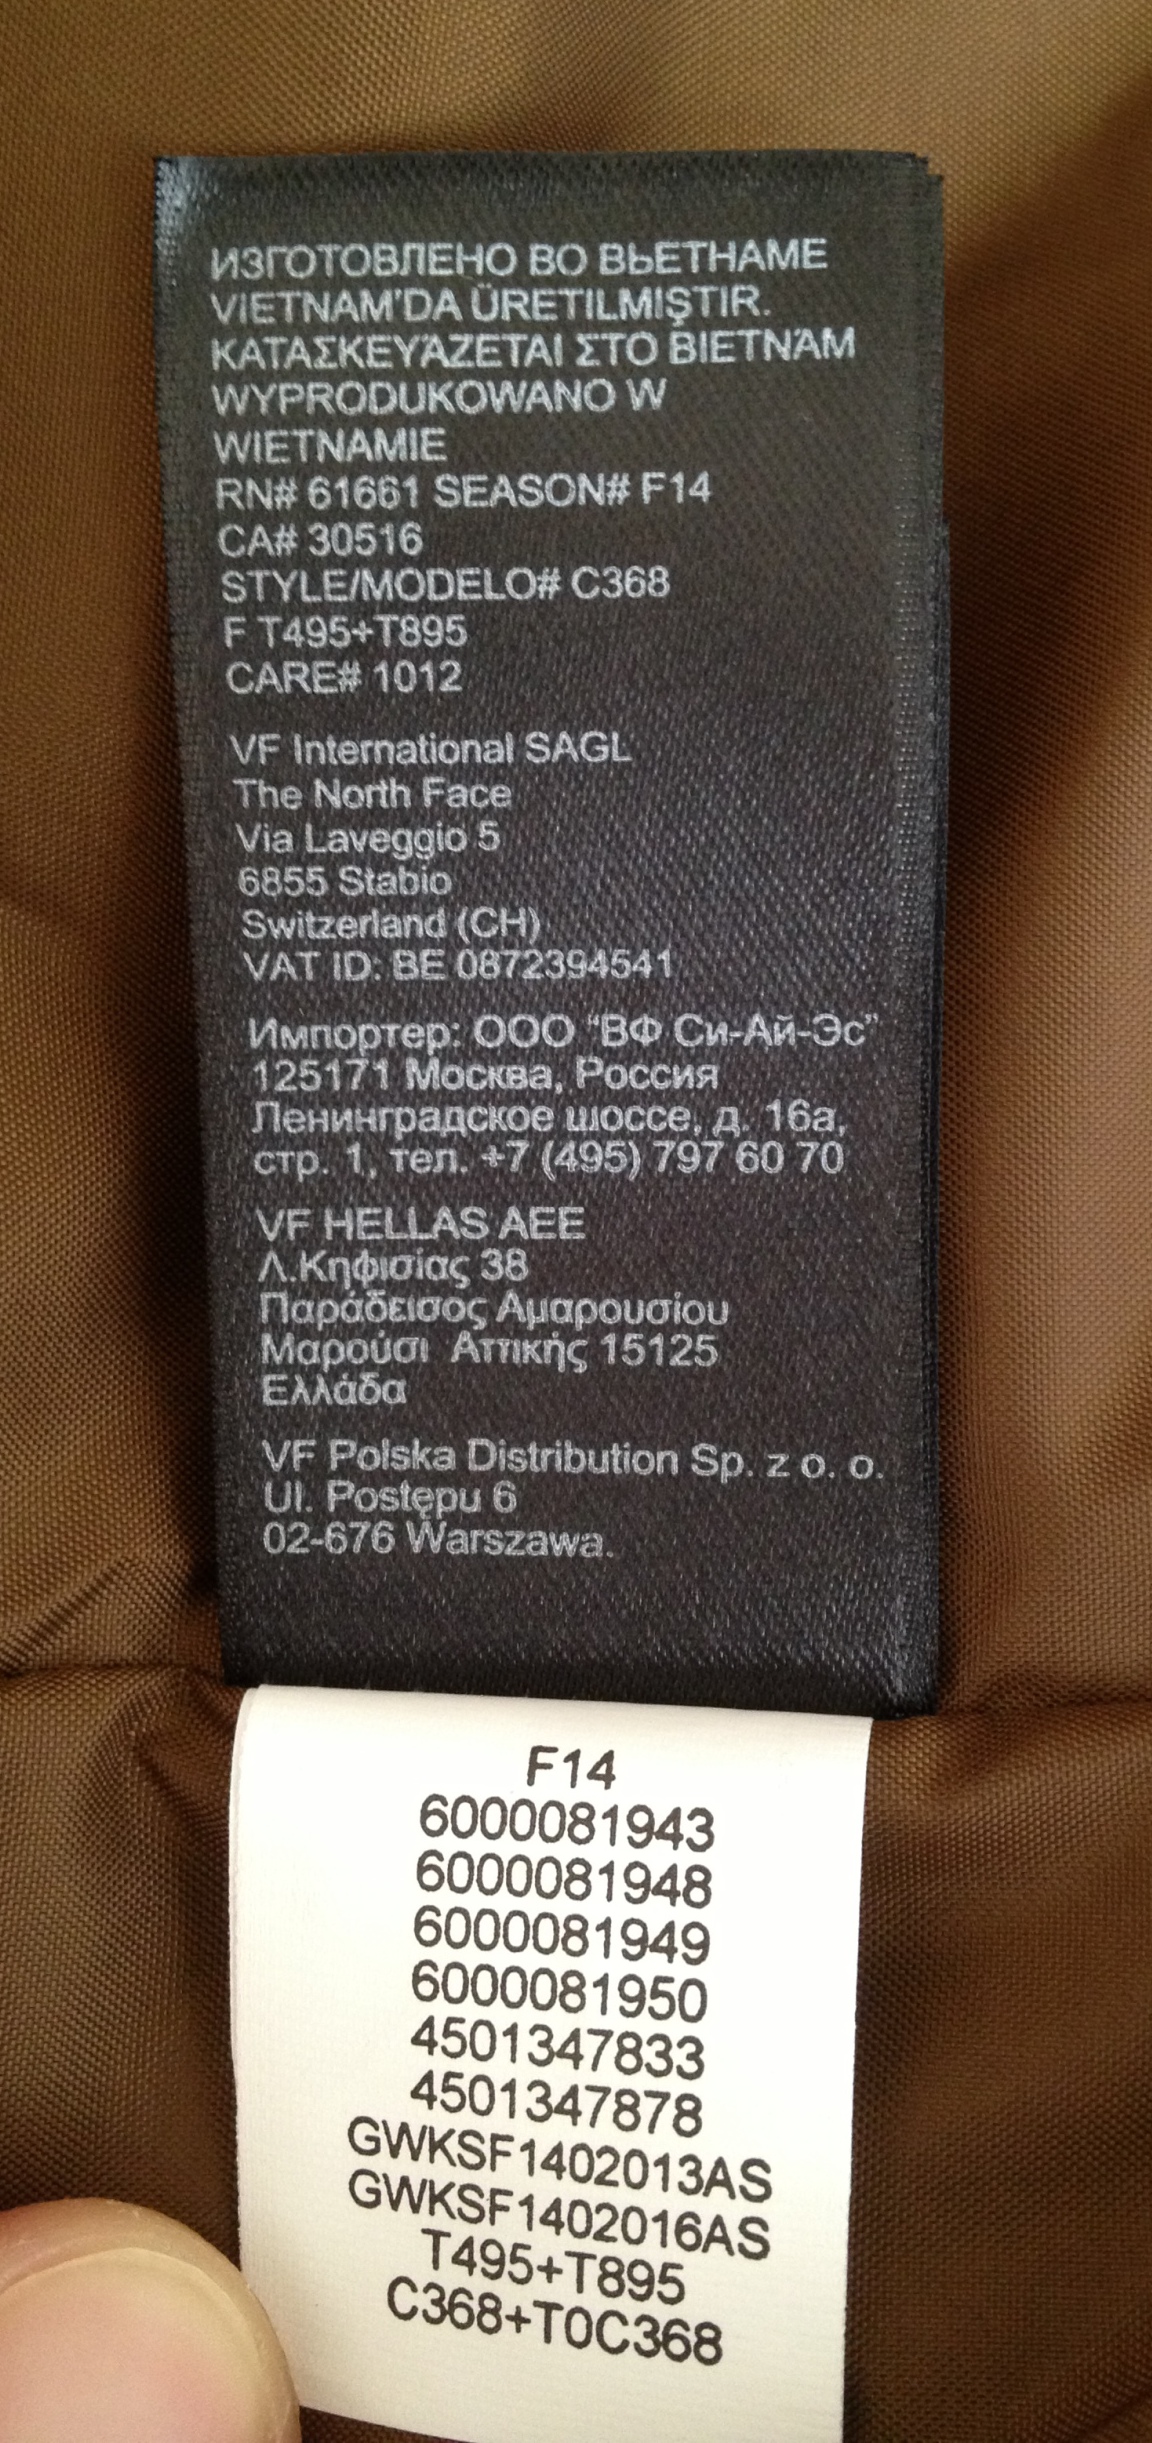 ИЗГОТОВЛЕНО ВО ВЬЕТНАМЕ
VIETNAM'DA ÜRETILMIŞTIR.
ΚΑΤΑΣΚΕΥΆΖΕΤΑΙ ΣΤΟ ΒΙΕΤΝΆΜ
WYPRODUKOWANO W
WIETNAMIE
RN# 61661 SEASON# F14
CA# 30516
STYLE/MODELO# C368
F T495+T895
CARE# 1012
VF International SAGL
The North Face
Via Laveggio 5
6855 Stabio
Switzerland (CH)
VAT ID: BE 0872394541
Импортер: ООО “ВФ Си-Ай-Эс”
125171 Москва, Россия
Ленинградское шоссе, д. 16а,
стр. 1, тел. +7 (495) 797 60 70
VF HELLAS AEE
Λ.Κηφισίας 38
Παράδεισος Αμαρουσίου
Μαρούσι Αττικής 15125
Ελλάδα
VF Polska Distribution Sp. z o. o.
Ul. Postępu 6
02-676 Warszawa.
F14
6000081943
6000081948
6000081949
6000081950
4501347833
4501347878
GWKSF1402013AS
GWKSF1402016AS
T495+T895
C368+T0C368